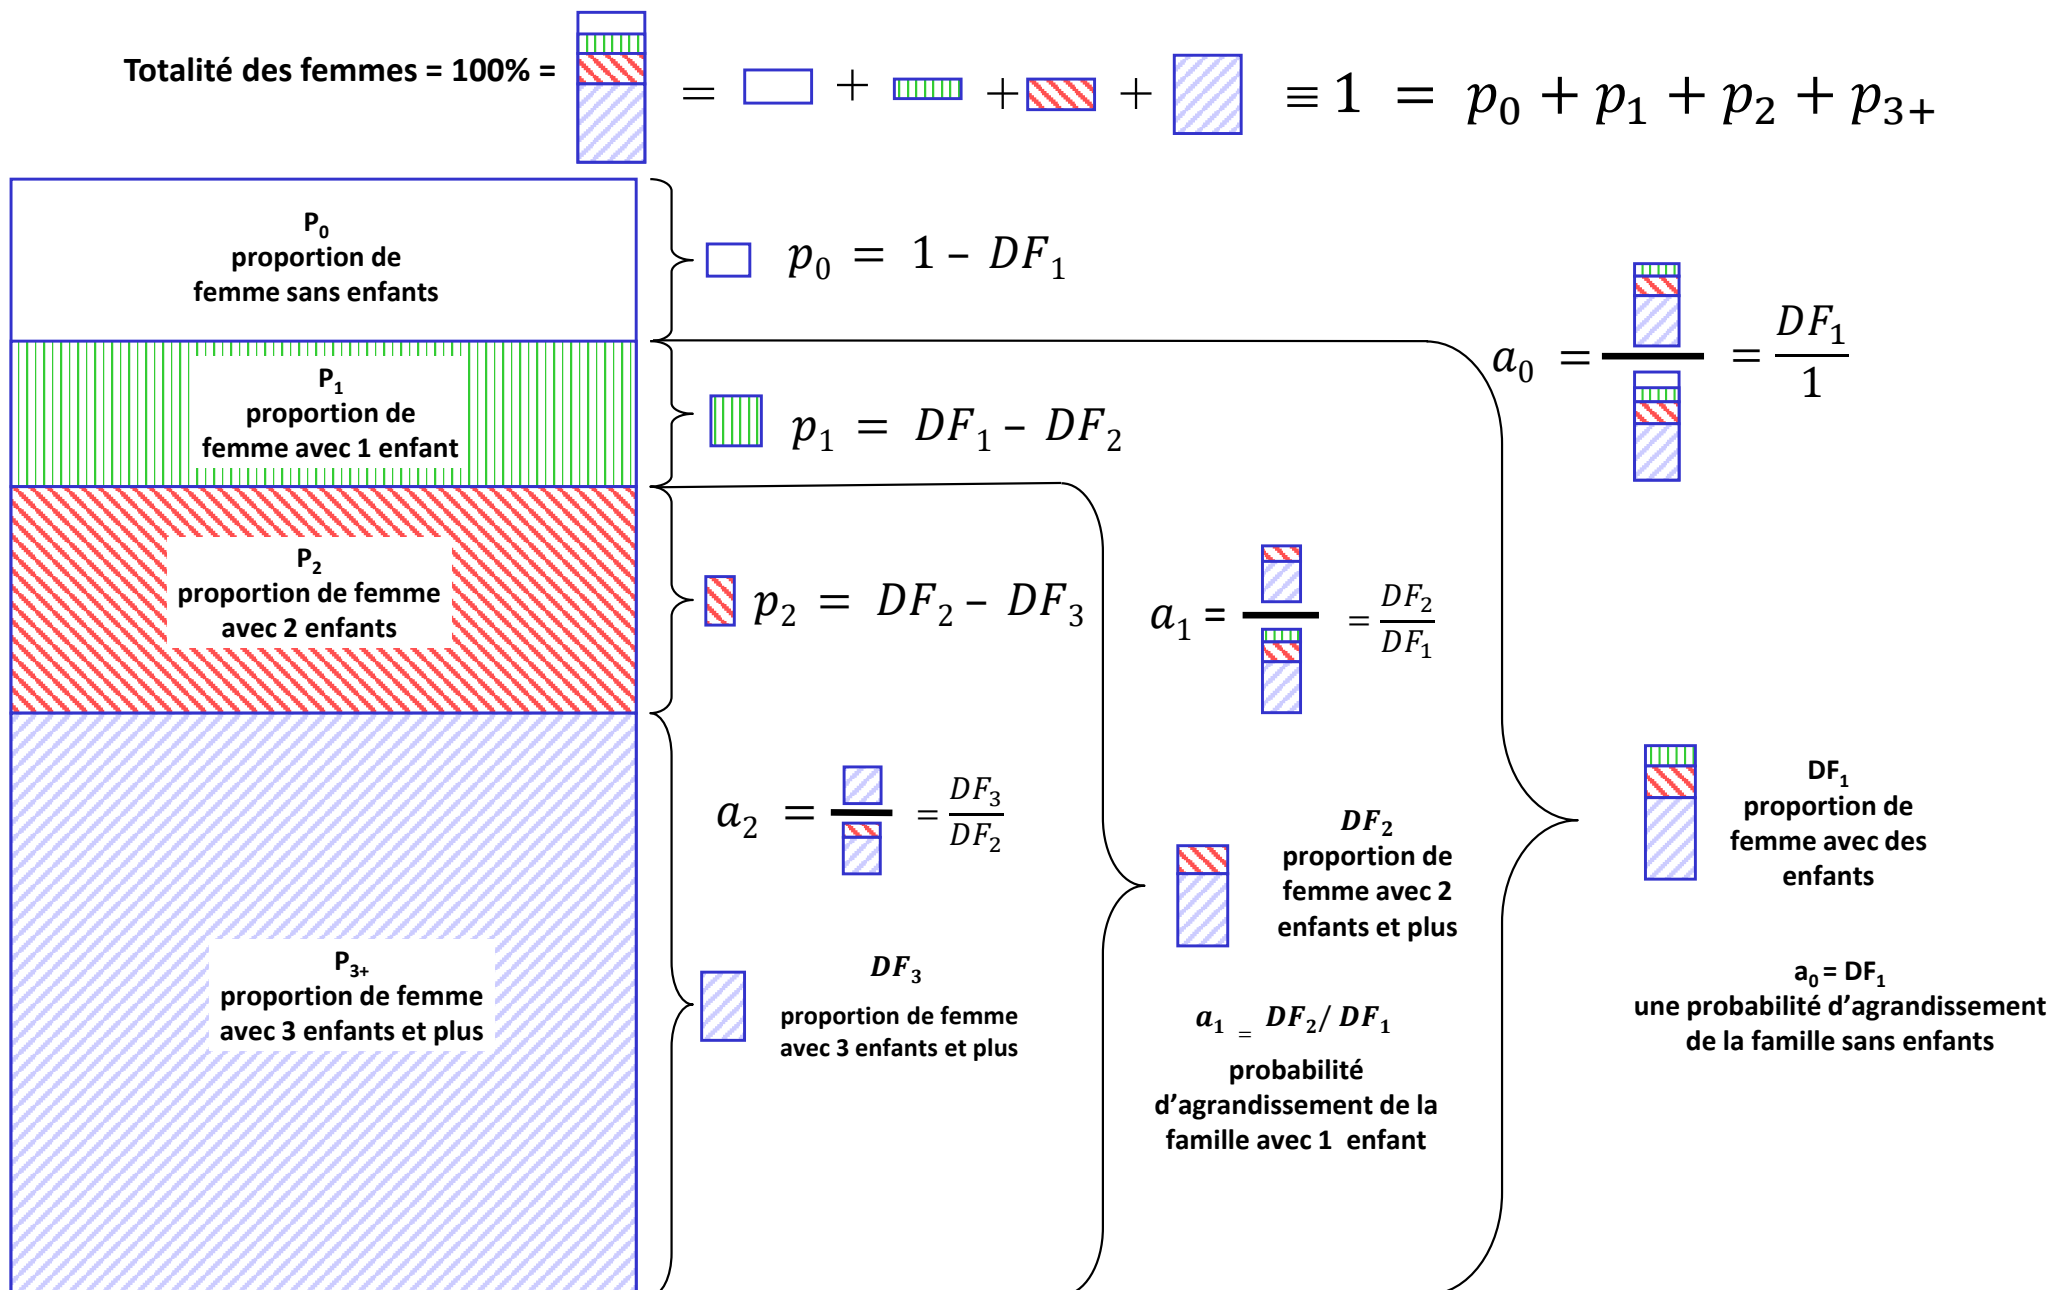 Totalité des femmes = 100% = = + + + ≡ 1 = p₀ + p₁ + p₂ + p₃₊
P₀
proportion de
femme sans enfants
p₀ = 1 – DF₁
a₀ = = DF₁/1
P₁
proportion de
femme avec 1 enfant
p₁ = DF₁ – DF₂
P₂
proportion de femme
avec 2 enfants
p₂ = DF₂ – DF₃
a₁ = = DF₂/DF₁
a₂ = = DF₃/DF₂
P₃₊
proportion de femme
avec 3 enfants et plus
DF₃
proportion de femme
avec 3 enfants et plus
DF₂
proportion de
femme avec 2
enfants et plus
a₁ = DF₂/ DF₁
probabilité
d’agrandissement de la
famille avec 1 enfant
DF₁
proportion de
femme avec des
enfants
a₀ = DF₁
une probabilité d’agrandissement
de la famille sans enfants